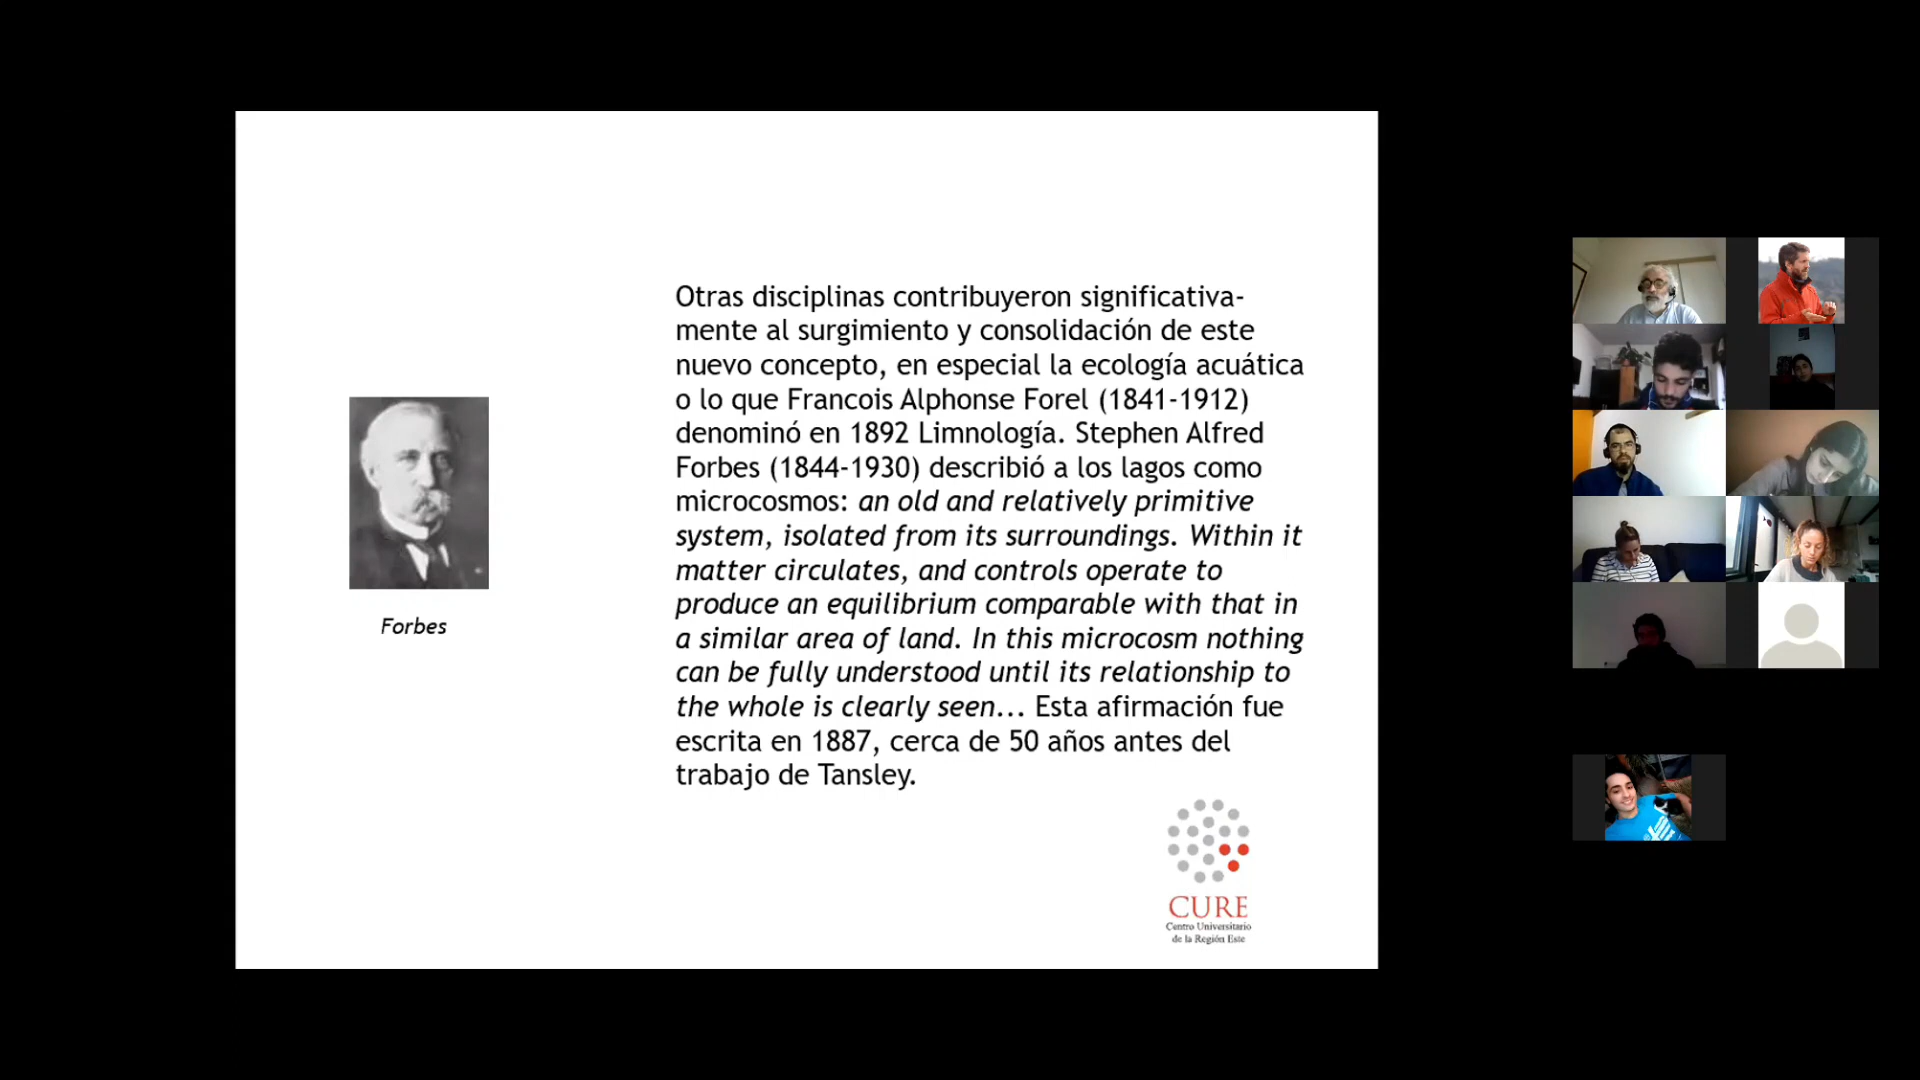 Otras disciplinas contribuyeron significativa-
mente al surgimiento y consolidación de este
nuevo concepto, en especial la ecología acuática
o lo que Francois Alphonse Forel (1841-1912)
denominó en 1892 Limnología. Stephen Alfred
Forbes (1844-1930) describió a los lagos como
microcosmos: an old and relatively primitive
system, isolated from its surroundings. Within it
matter circulates, and controls operate to
produce an equilibrium comparable with that in
a similar area of land. In this microcosm nothing
can be fully understood until its relationship to
the whole is clearly seen... Esta afirmación fue
escrita en 1887, cerca de 50 años antes del
trabajo de Tansley.
Forbes
CURE
Centro Universitario
de la Región Este